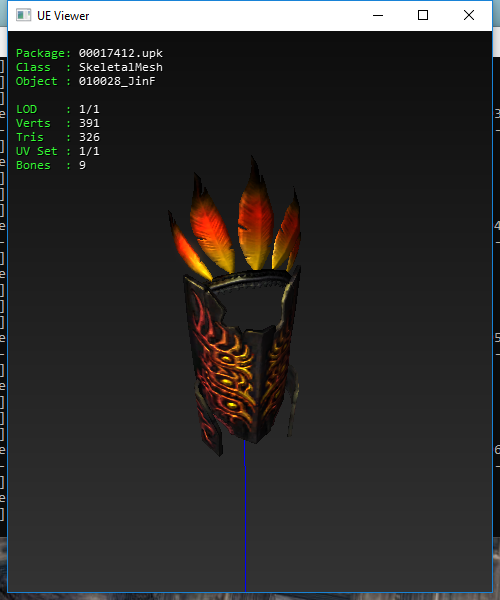 UE Viewer
Package: 00017412.upk
Class : SkeletalMesh
Object : 010028_JinF
LOD : 1/1
Verts : 391
Tris : 326
UV Set : 1/1
Bones : 9